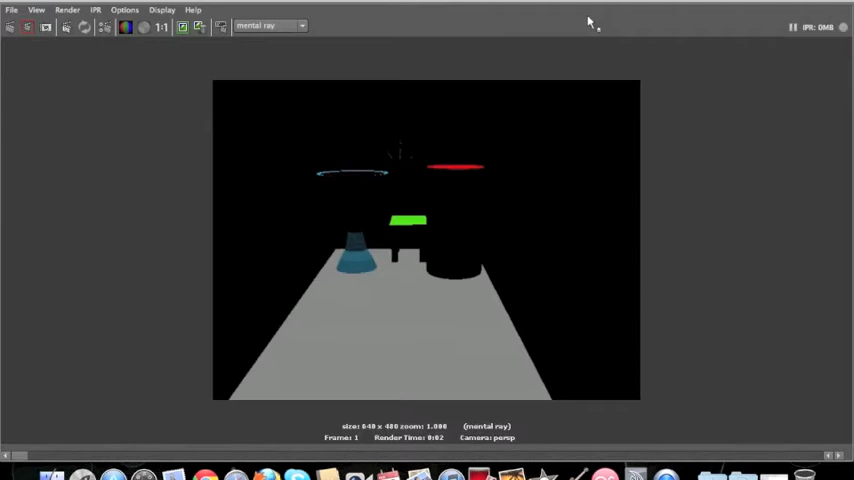 File View Render IPR Options Display Help
1:1 mental ray IPR: 0MB
size: 640 x 480 zoom: 1.000 (mental ray)
Frame: 1 Render Time: 0:02 Camera: persp